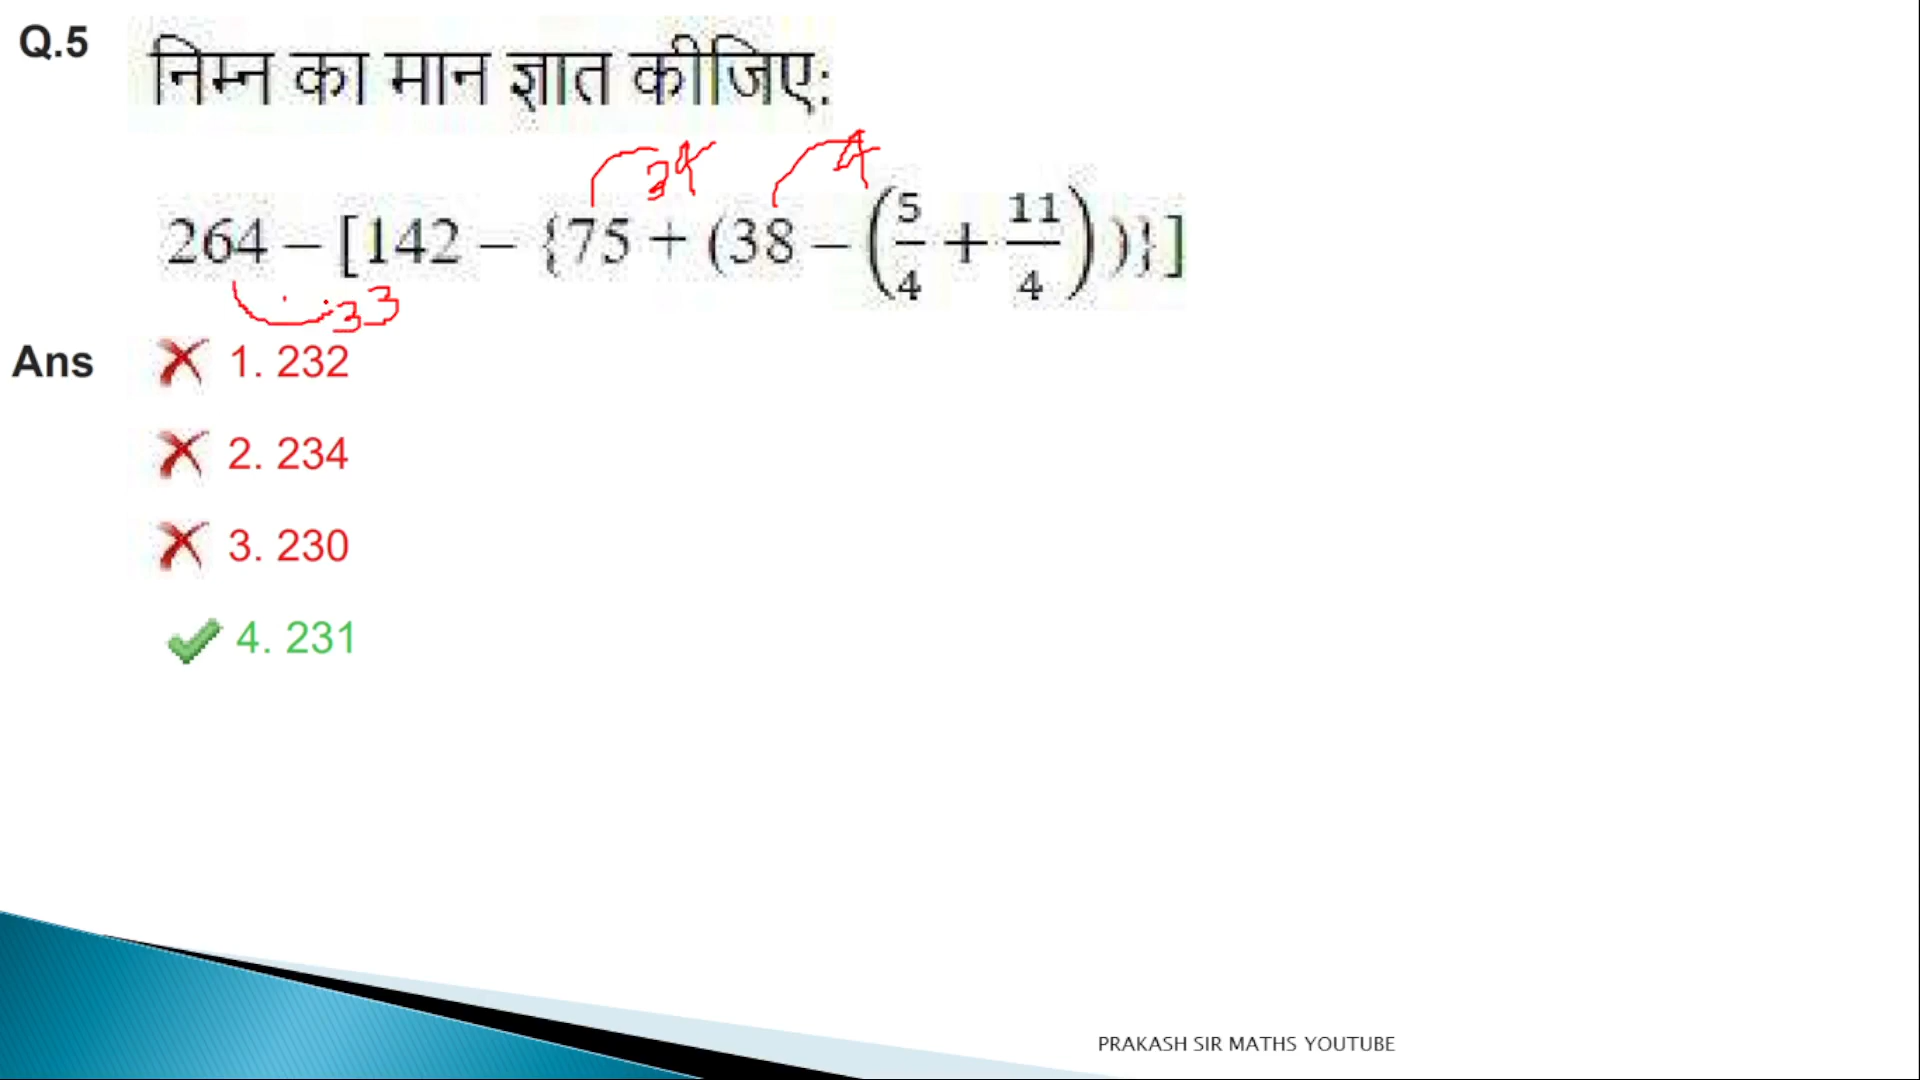 Q.5 निम्न का मान ज्ञात कीजिए:
34 4
264 – [142 – {75 + (38 – (5/4 + 11/4))}]
33
Ans 1. 232
2. 234
3. 230
4. 231
PRAKASH SIR MATHS YOUTUBE